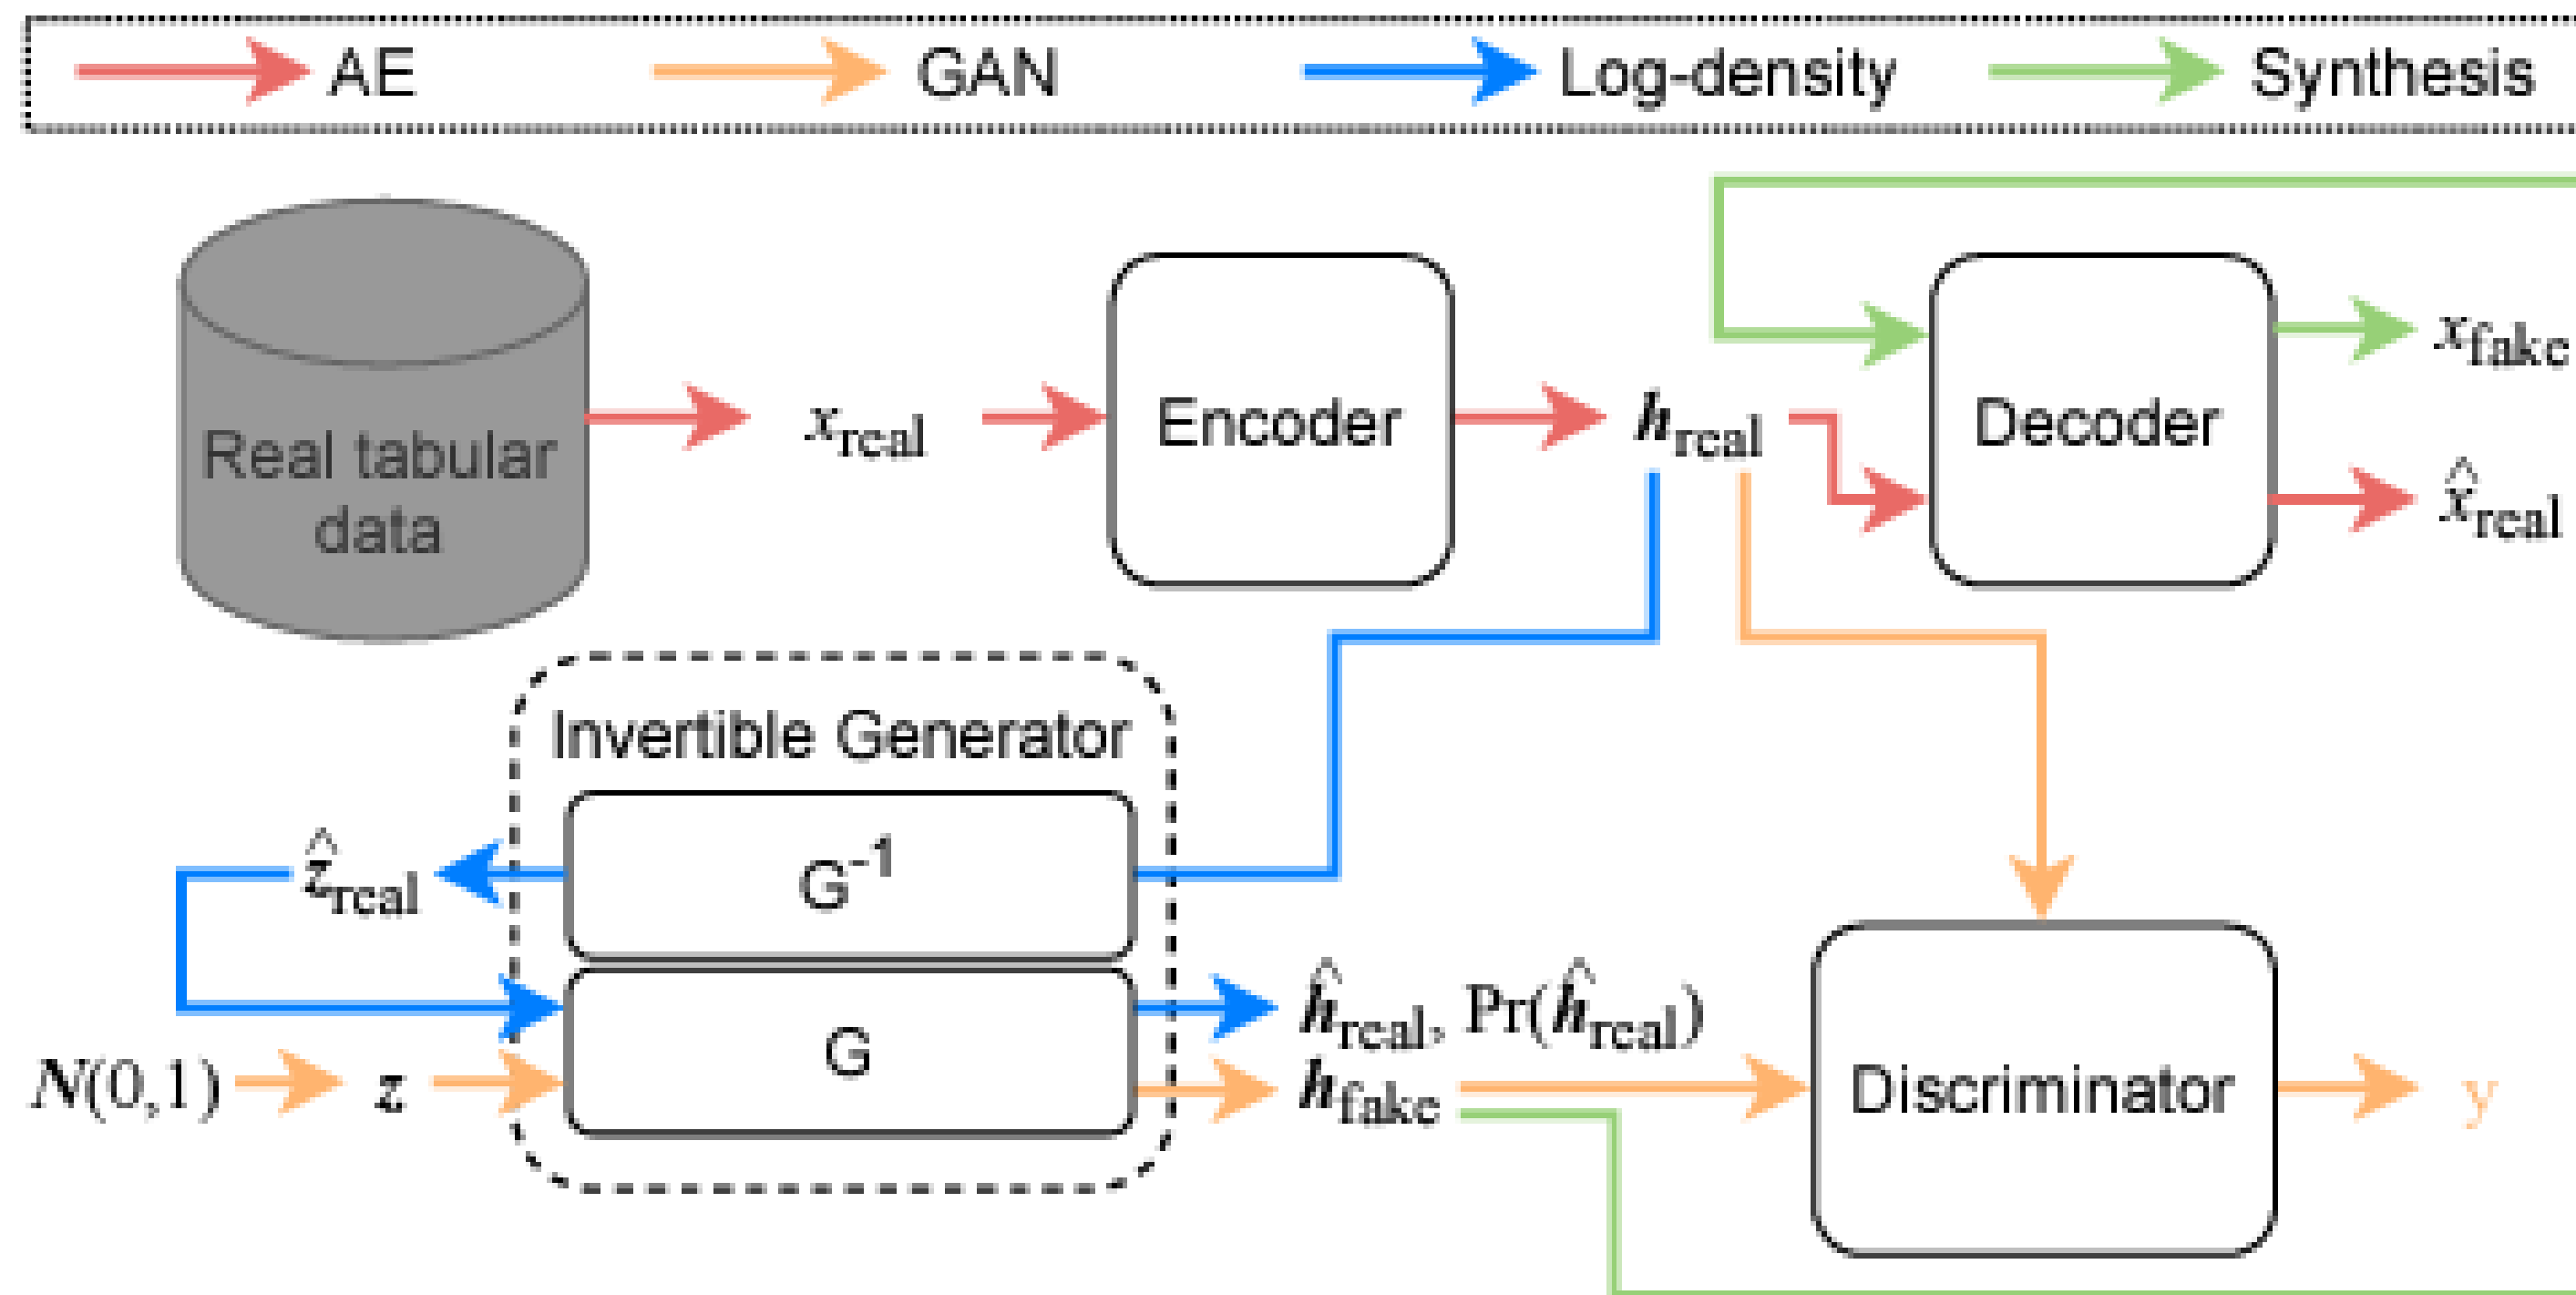 AE GAN Log-density Synthesis
x_fake
x_real Encoder h_real Decoder
Real tabular
data
x̂_real
Invertible Generator
ẑ_real G⁻¹
ĥ_real, Pr(ĥ_real)
G
N(0,1) z h_fake Discriminator y